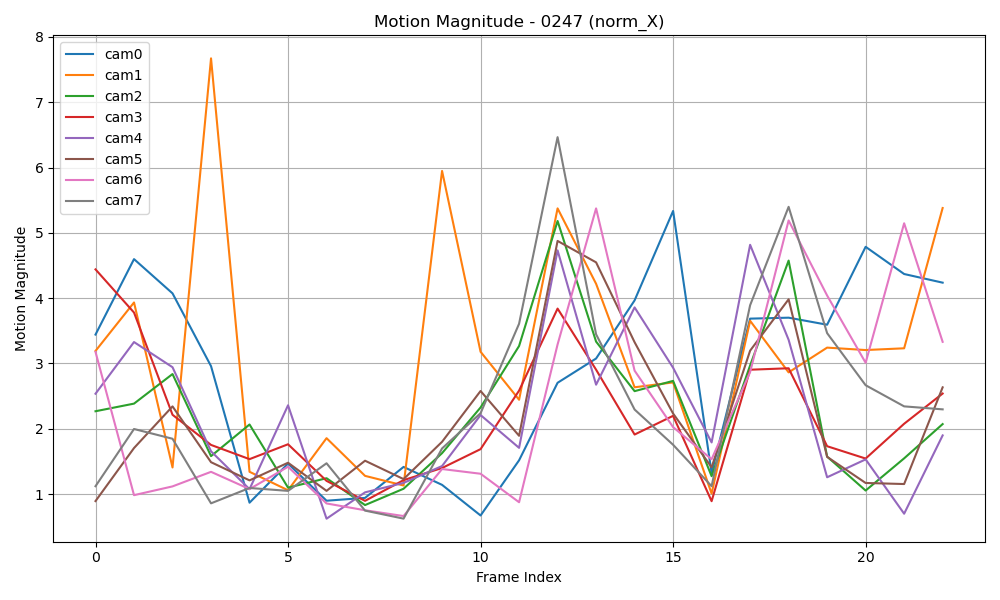 Motion Magnitude - 0247 (norm_X)
8
7
6
5
4
3
2
1
Motion Magnitude
cam0
cam1
cam2
cam3
cam4
cam5
cam6
cam7
0 5 10 15 20
Frame Index